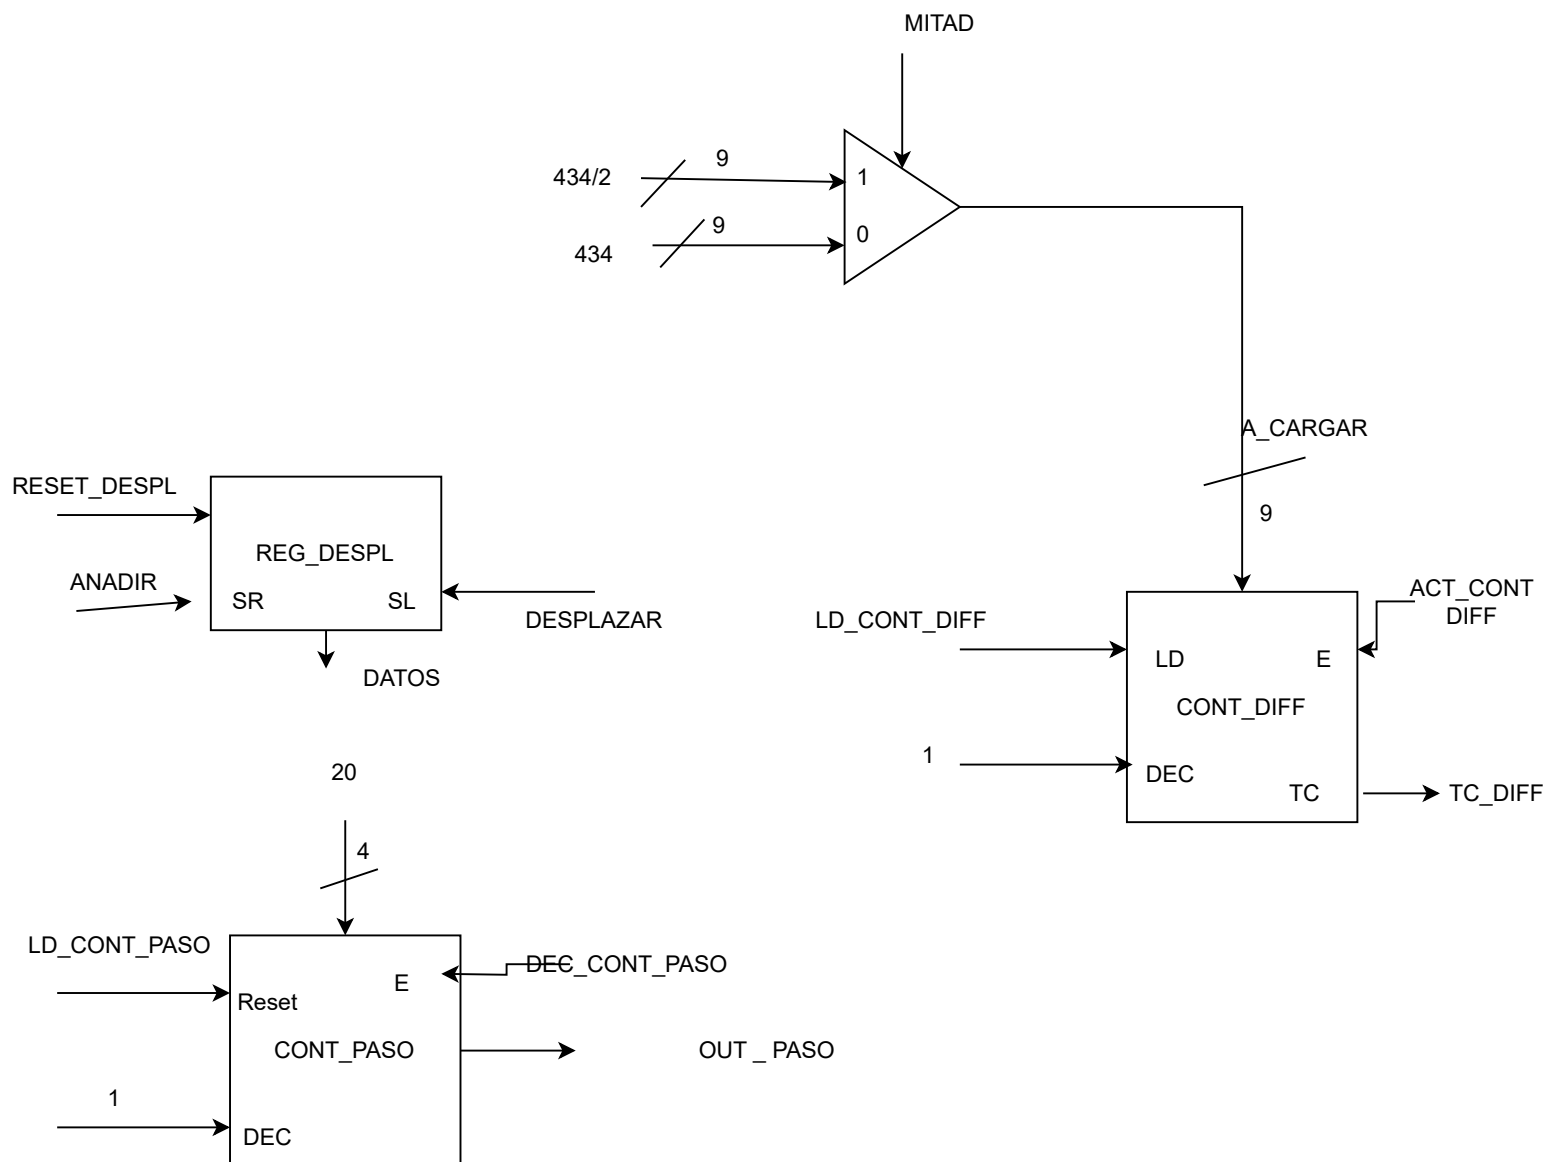 MITAD
434/2
9
1
434
9
0
A_CARGAR
9
RESET_DESPL
REG_DESPL
ANADIR
SR
SL
DESPLAZAR
DATOS
LD_CONT_DIFF
ACT_CONT
DIFF
LD
E
CONT_DIFF
1
DEC
TC
TC_DIFF
20
4
LD_CONT_PASO
DEC_CONT_PASO
E
Reset
CONT_PASO
OUT _ PASO
1
DEC